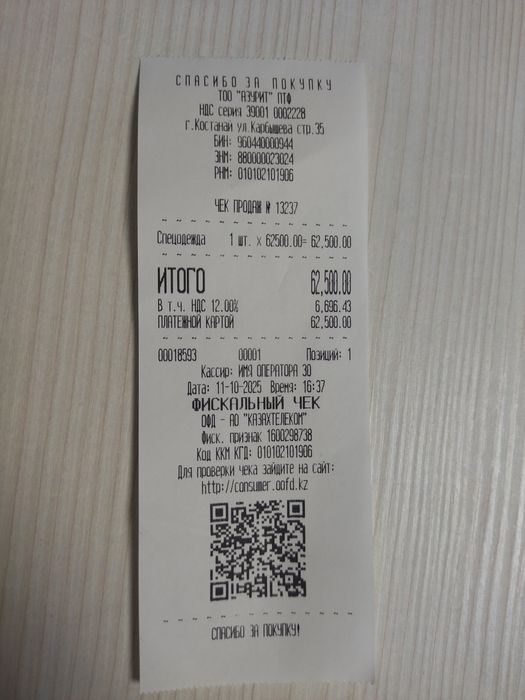 СПАСИБО ЗА ПОКУПКУ
ТОО "АЗУРИТ" ПТФ
НДС серия 39001 0002228
г.Костанай ул.Карбышева стр.35
БИН: 960440000944
ЗНМ: 880000023024
РНМ: 010102101906
ЧЕК ПРОДАЖ № 13237
Спецодежда 1 шт. x 62500.00= 62,500.00
ИТОГО 62,500.00
В т.ч. НДС 12.00% 6,696.43
ПЛАТЕЖНОЙ КАРТОЙ 62,500.00
00018593 00001 Позиций: 1
Кассир: ИМЯ ОПЕРАТОРА 30
Дата: 11-10-2025 Время: 16:37
ФИСКАЛЬНЫЙ ЧЕК
ОФД - АО "КАЗАХТЕЛЕКОМ"
Фиск. признак 1600298738
Код ККМ КГД: 010102101906
Для проверки чека зайдите на сайт:
http://consumer.oofd.kz
СПАСИБО ЗА ПОКУПКУ!